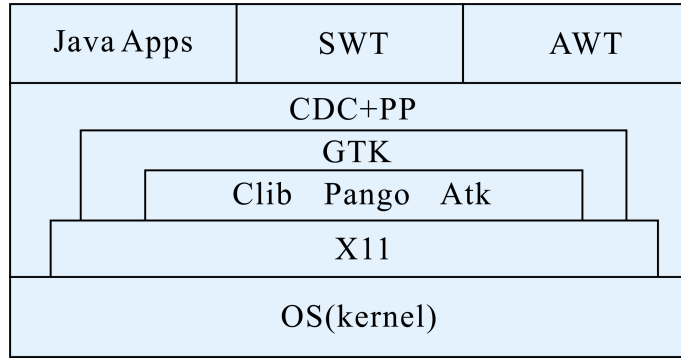 Java Apps SWT AWT
CDC+PP
GTK
Clib Pango Atk
X11
OS(kernel)